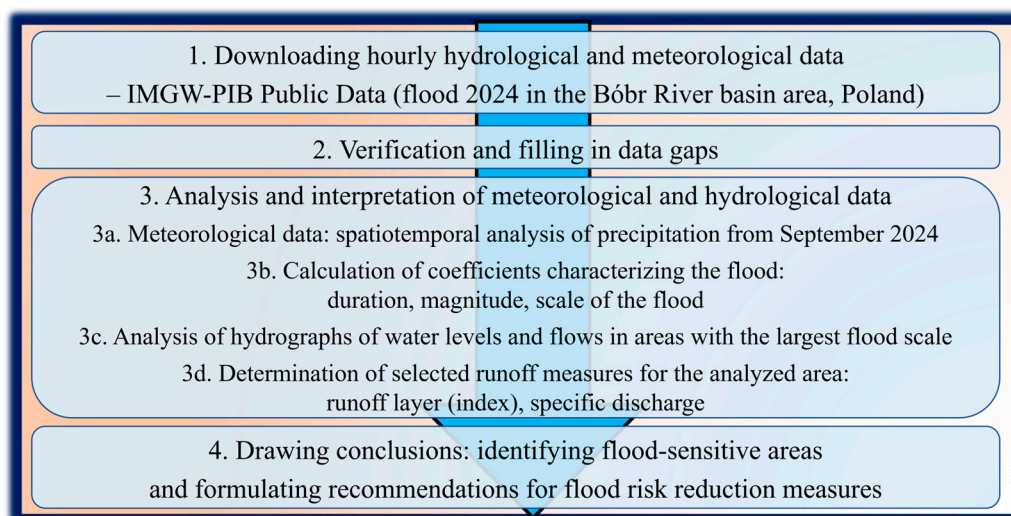 1. Downloading hourly hydrological and meteorological data
– IMGW-PIB Public Data (flood 2024 in the Bóbr River basin area, Poland)
2. Verification and filling in data gaps
3. Analysis and interpretation of meteorological and hydrological data
3a. Meteorological data: spatiotemporal analysis of precipitation from September 2024
3b. Calculation of coefficients characterizing the flood:
duration, magnitude, scale of the flood
3c. Analysis of hydrographs of water levels and flows in areas with the largest flood scale
3d. Determination of selected runoff measures for the analyzed area:
runoff layer (index), specific discharge
4. Drawing conclusions: identifying flood-sensitive areas
and formulating recommendations for flood risk reduction measures